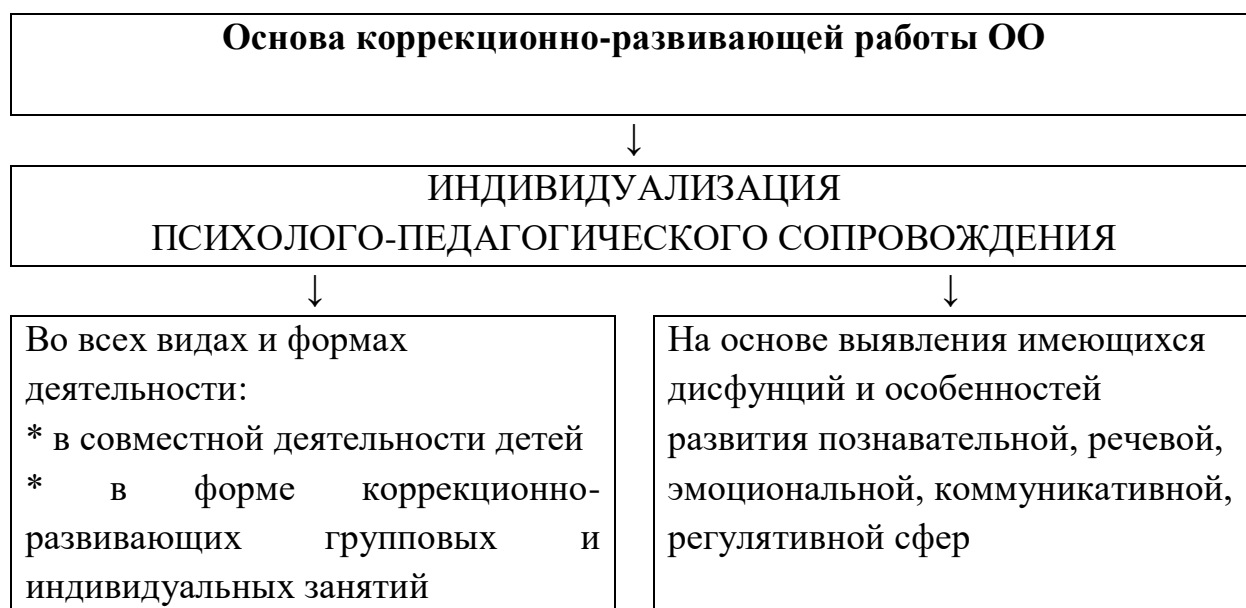 Основа коррекционно-развивающей работы ОО
↓
ИНДИВИДУАЛИЗАЦИЯ
ПСИХОЛОГО-ПЕДАГОГИЧЕСКОГО СОПРОВОЖДЕНИЯ
↓ ↓
Во всех видах и формах
деятельности:
* в совместной деятельности детей
* в форме коррекционно-
развивающих групповых и
индивидуальных занятий
На основе выявления имеющихся
дисфунций и особенностей
развития познавательной, речевой,
эмоциональной, коммуникативной,
регулятивной сфер